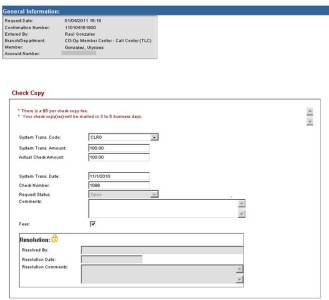 General Information:
Request Date: 01/04/2011 15:10
Confirmation Number: 110104151000
Entered By: Raul Gonzales
Branch/Department: CO-Op Member Center - Call Center (TLC)
Member: Gonzalez, Ulysses
Account Number:
Check Copy
* There is a $5 per check copy fee.
* Your check copy(ies) will be mailed in 3 to 5 business days.
System Trans. Code: CLR0
System Trans. Amount: 100.00
Actual Check Amount: 100.00
System Trans. Date: 11/1/2010
Check Number: 1098
Request Status: Open
Comments:
Fees:
Resolution:
Resolved By:
Resolution Date:
Resolution Comments: